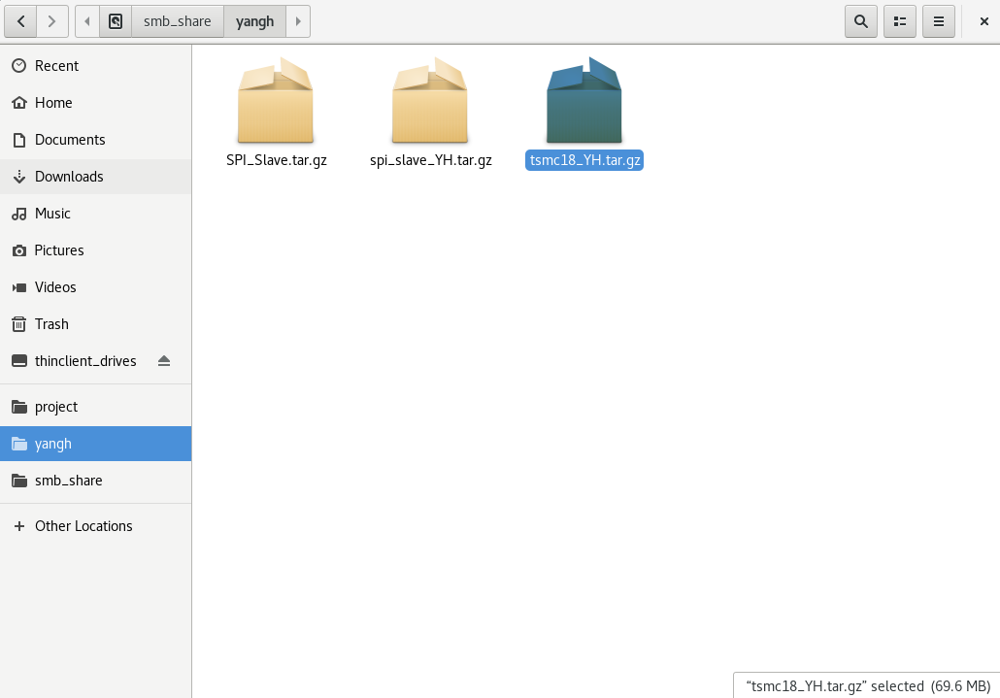 smb_share
yangh
Recent
Home
Documents
Downloads
Music
Pictures
Videos
Trash
thinclient_drives
project
yangh
smb_share
Other Locations
SPI_Slave.tar.gz
spi_slave_YH.tar.gz
tsmc18_YH.tar.gz
“tsmc18_YH.tar.gz” selected (69.6 MB)